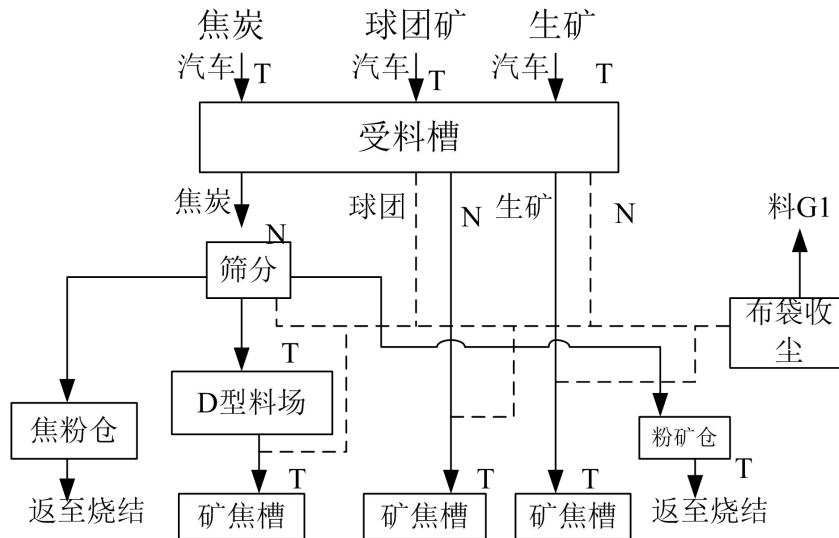 焦炭 球团矿 生矿
汽车 T 汽车 T 汽车 T
受料槽
焦炭 球团 N 生矿 N 料G1
N
筛分
布袋收
尘
T
D型料场
焦粉仓 粉矿仓
T T T T
返至烧结 矿焦槽 矿焦槽 矿焦槽 返至烧结